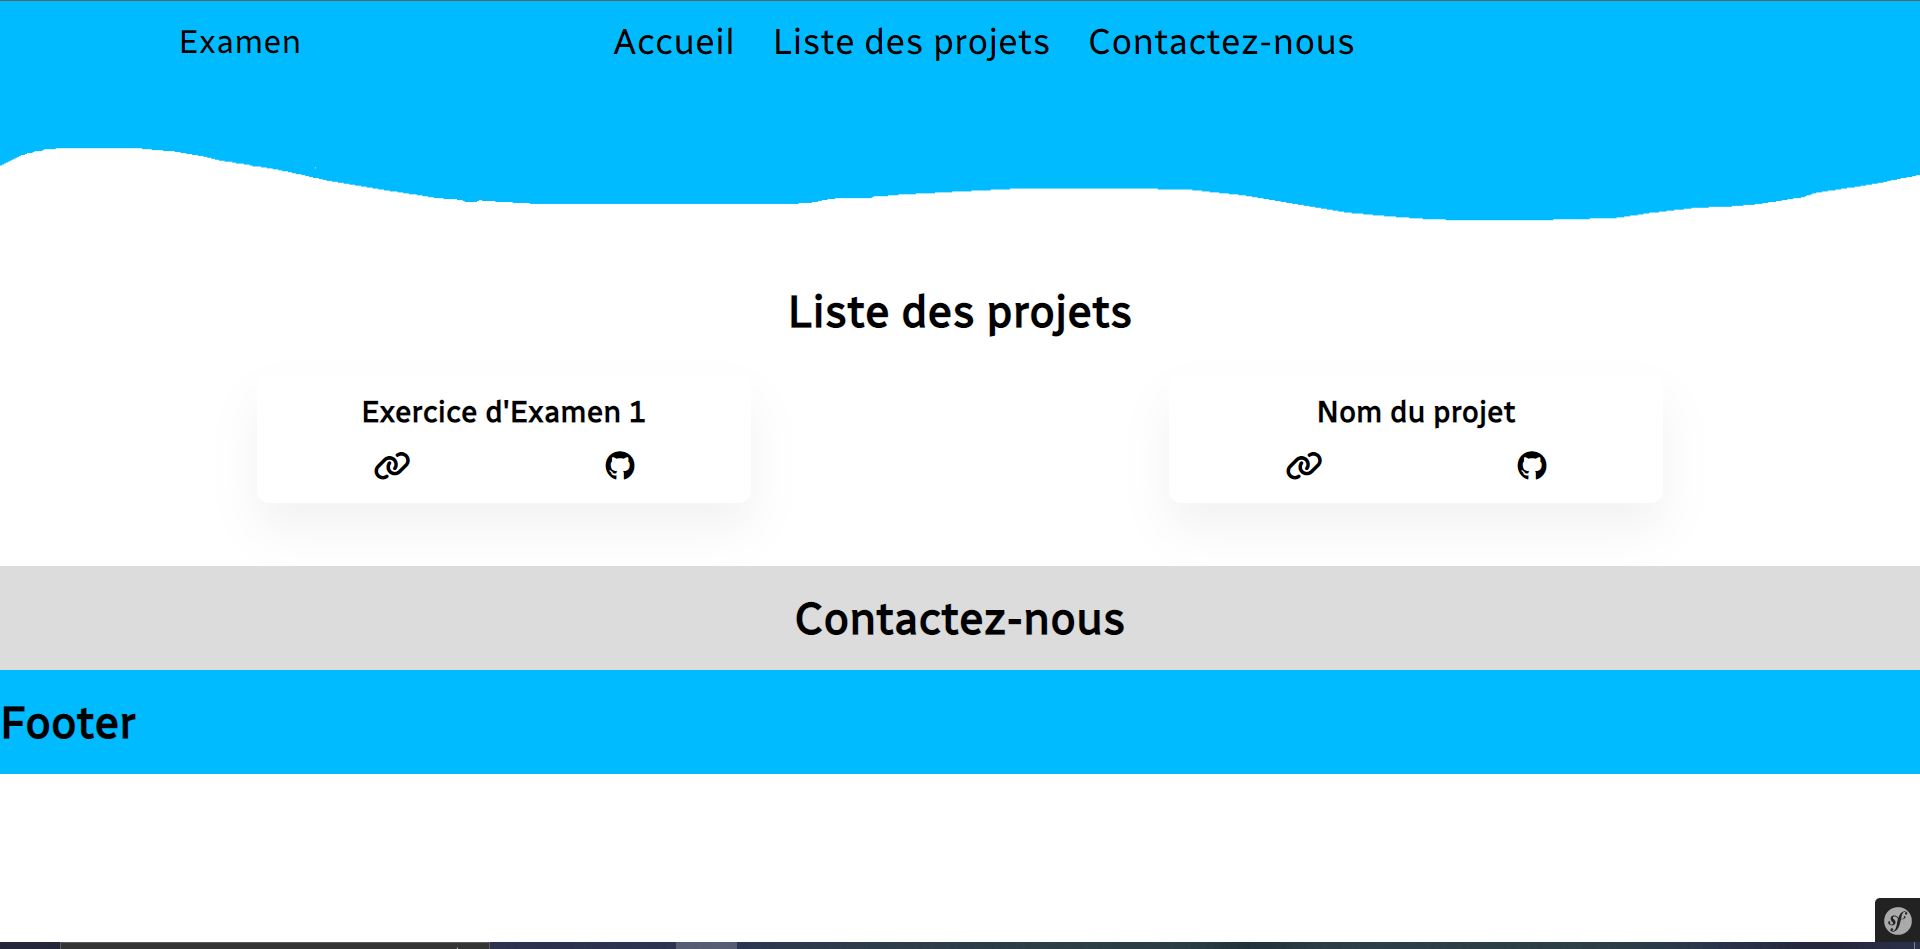 Examen Accueil Liste des projets Contactez-nous
Liste des projets
Exercice d'Examen 1
Nom du projet
Contactez-nous
Footer
sf